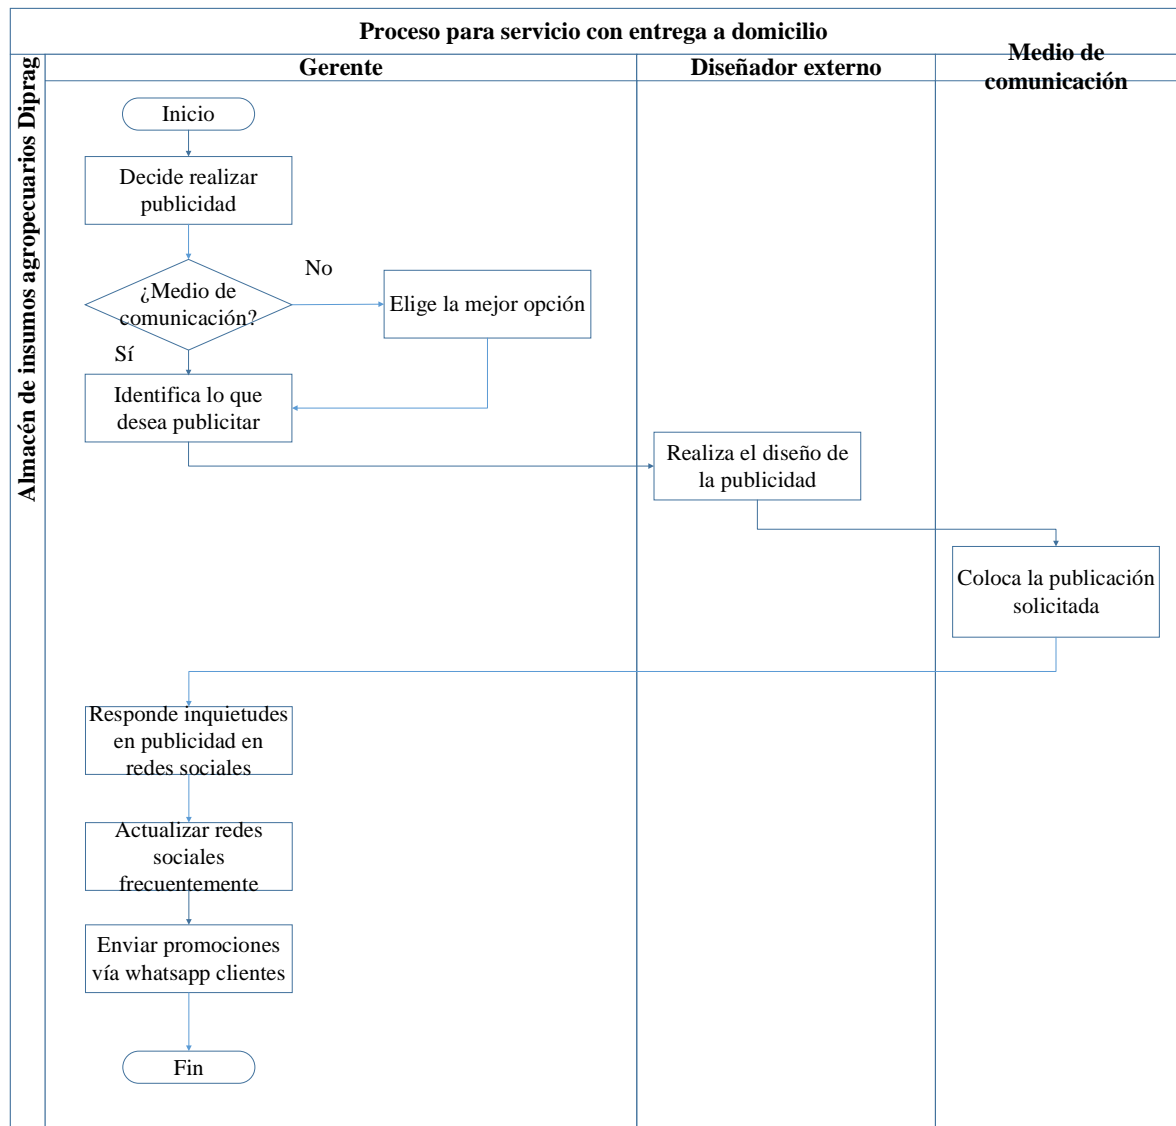 Proceso para servicio con entrega a domicilio
Almacén de insumos agropecuarios Diprag
Gerente
Diseñador externo
Medio de
comunicación
Inicio
Decide realizar
publicidad
¿Medio de
comunicación?
No
Elige la mejor opción
Sí
Identifica lo que
desea publicitar
Realiza el diseño de
la publicidad
Coloca la publicación
solicitada
Responde inquietudes
en publicidad en
redes sociales
Actualizar redes
sociales
frecuentemente
Enviar promociones
vía whatsapp clientes
Fin